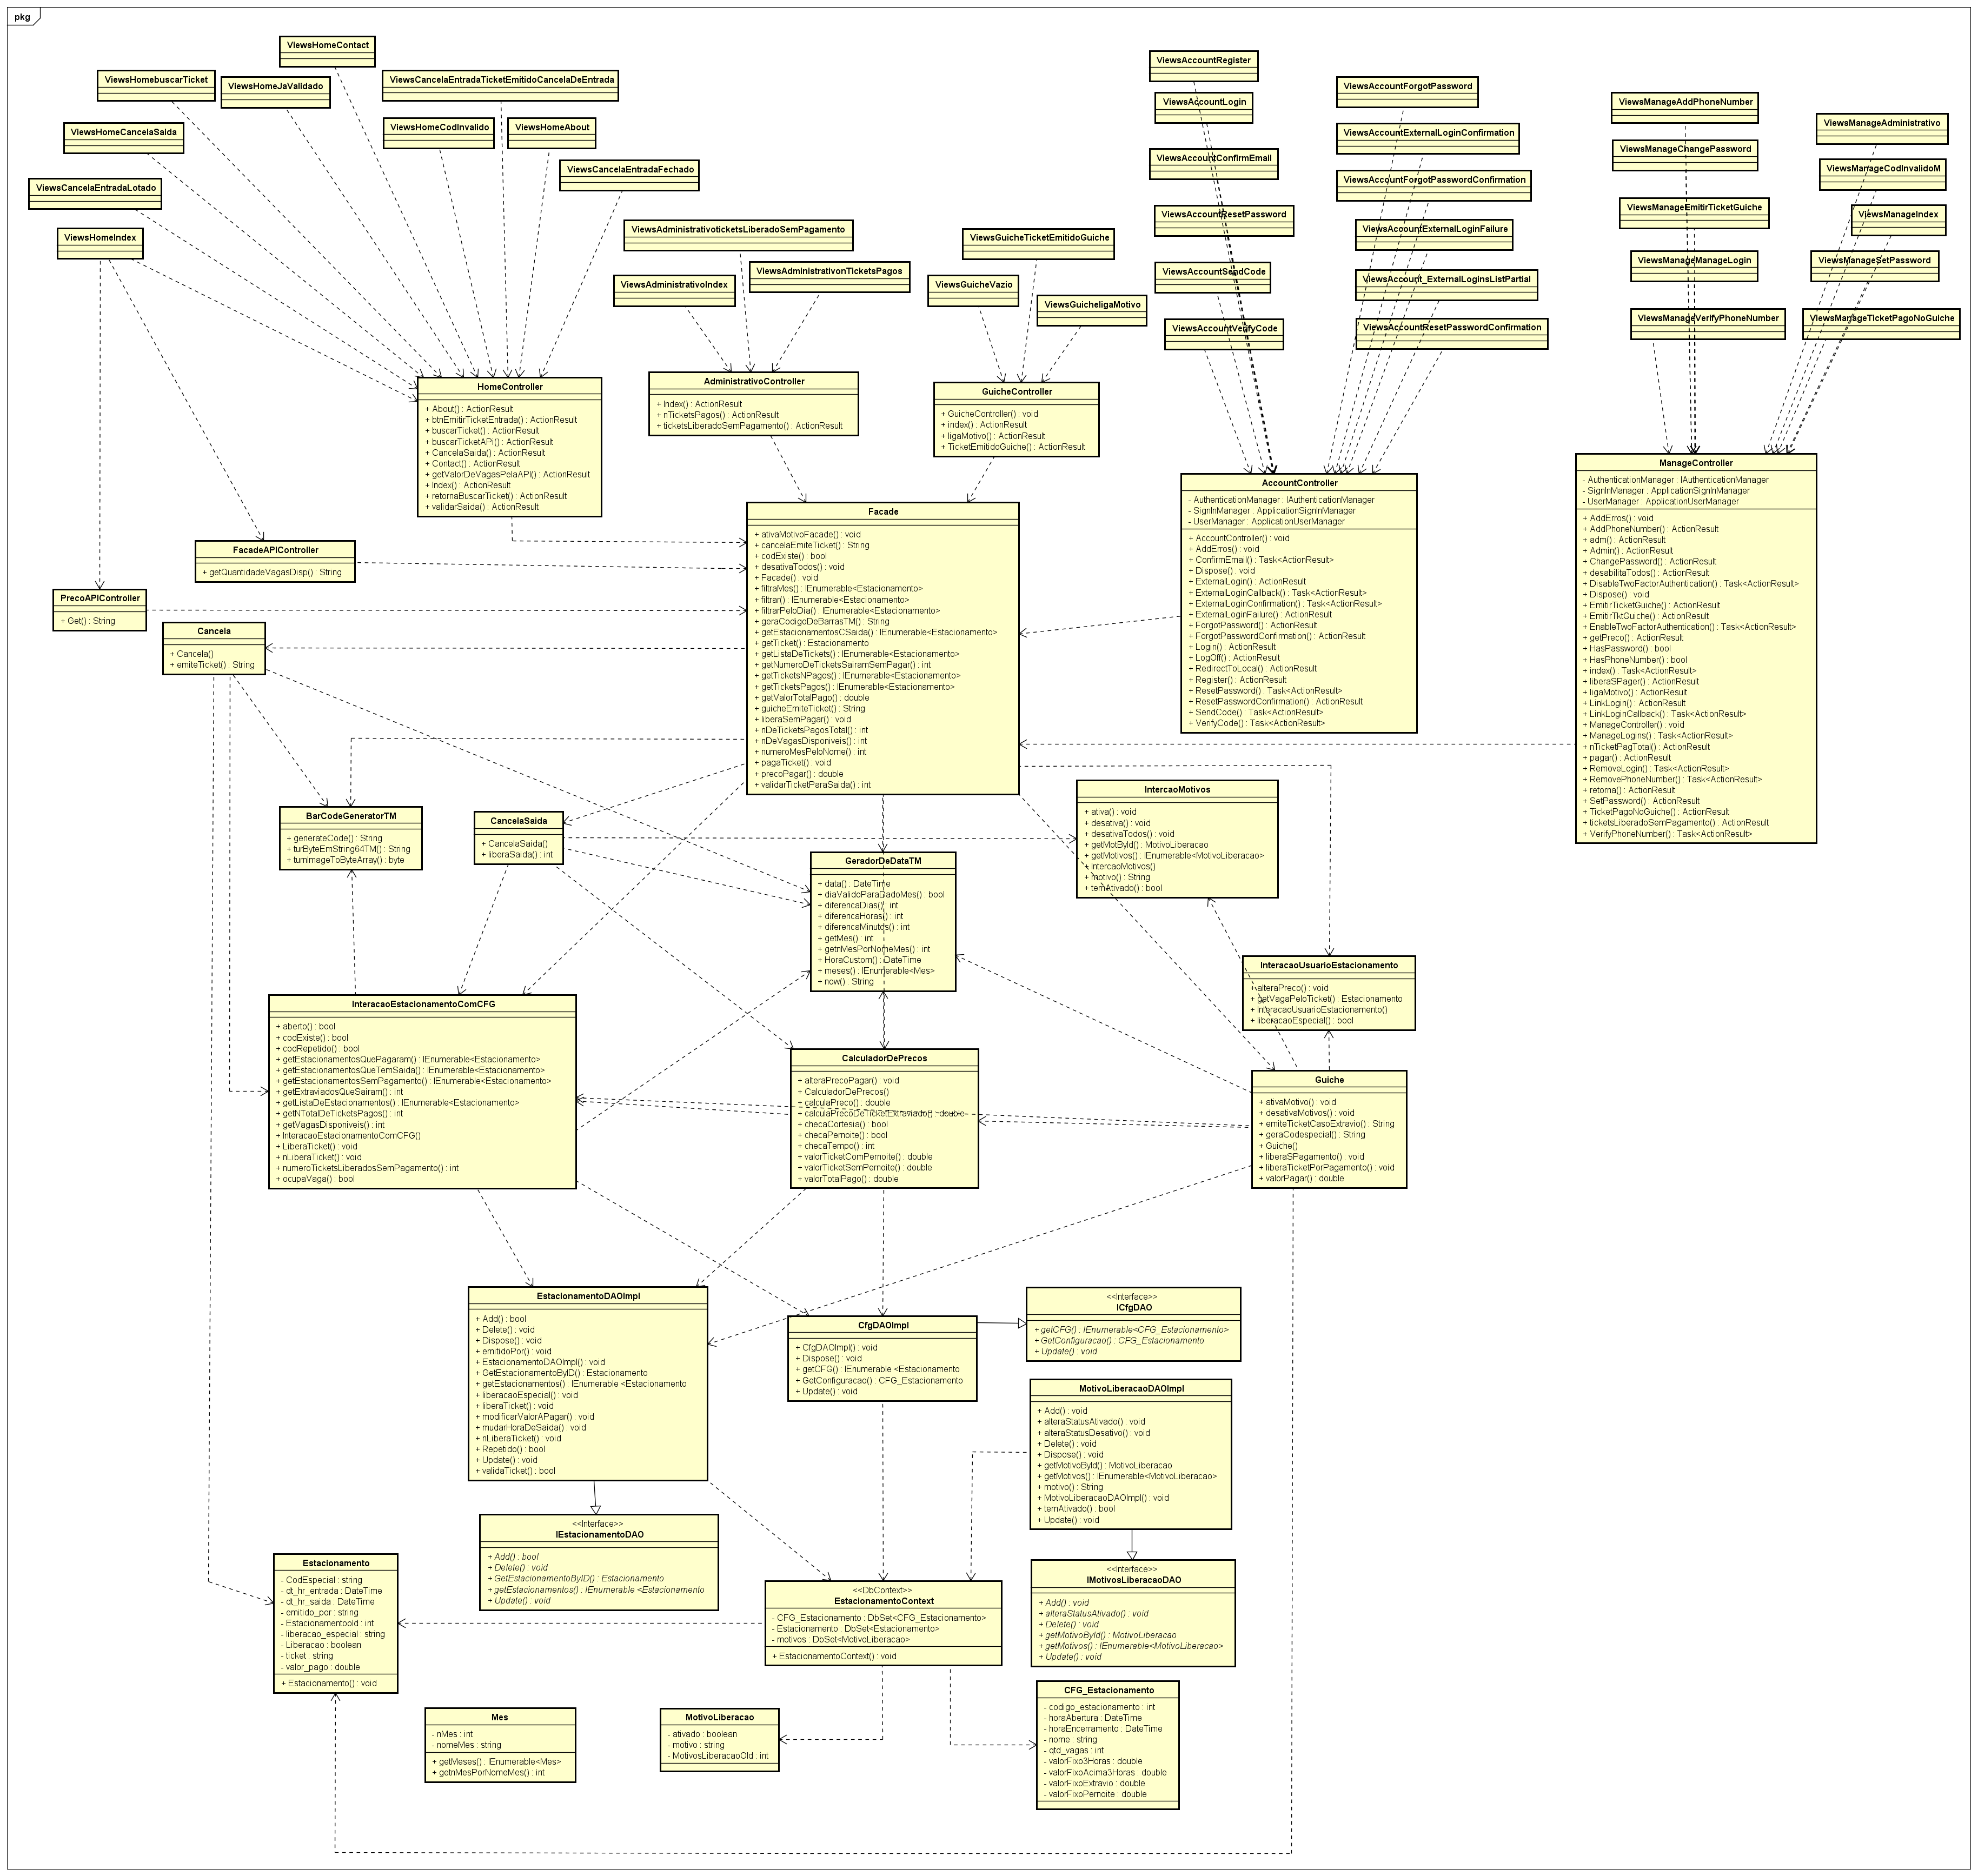 pkg
ViewsHomeContact
ViewsHomebuscarTicket
ViewsHomeJaValidado
ViewsCancelaEntradaTicketEmitidoCancelaDeEntrada
ViewsHomeCancelaSaida
ViewsHomeCodInvalido
ViewsHomeAbout
ViewsCancelaEntradaFechado
ViewsCancelaEntradaLotado
ViewsHomeIndex
ViewsAdministrativoticketsLiberadoSemPagamento
ViewsAdministrativoIndex
ViewsAdministrativonTicketsPagos
ViewsGuicheTicketEmitidoGuiche
ViewsGuicheVazio
ViewsGuicheligaMotivo
ViewsAccountRegister
ViewsAccountLogin
ViewsAccountConfirmEmail
ViewsAccountResetPassword
ViewsAccountSendCode
ViewsAccountVerifyCode
ViewsAccountForgotPassword
ViewsAccountExternalLoginConfirmation
ViewsAccountForgotPasswordConfirmation
ViewsAccountExternalLoginFailure
ViewsAccount_ExternalLoginsListPartial
ViewsAccountResetPasswordConfirmation
ViewsManageAddPhoneNumber
ViewsManageChangePassword
ViewsManageEmitirTicketGuiche
ViewsManageManageLogin
ViewsManageVerifyPhoneNumber
ViewsManageAdministrativo
ViewsManageCodInvalidoM
ViewsManageIndex
ViewsManageSetPassword
ViewsManageTicketPagoNoGuiche
HomeController
+ About() : ActionResult
+ btnEmitirTicketEntrada() : ActionResult
+ buscarTicket() : ActionResult
+ buscarTicketAPi() : ActionResult
+ CancelaSaida() : ActionResult
+ Contact() : ActionResult
+ getValorDeVagasPelaAPI() : ActionResult
+ Index() : ActionResult
+ retornaBuscarTicket() : ActionResult
+ validarSaida() : ActionResult
AdministrativoController
+ Index() : ActionResult
+ nTicketsPagos() : ActionResult
+ ticketsLiberadoSemPagamento() : ActionResult
GuicheController
+ GuicheController() : void
+ index() : ActionResult
+ ligaMotivo() : ActionResult
+ TicketEmitidoGuiche() : ActionResult
AccountController
- AuthenticationManager : IAuthenticationManager
- SignInManager : ApplicationSignInManager
- UserManager : ApplicationUserManager
+ AccountController() : void
+ AddErros() : void
+ ConfirmEmail() : Task<ActionResult>
+ Dispose() : void
+ ExternalLogin() : ActionResult
+ ExternalLoginCallback() : Task<ActionResult>
+ ExternalLoginConfirmation() : Task<ActionResult>
+ ExternalLoginFailure() : ActionResult
+ ForgotPassword() : ActionResult
+ ForgotPasswordConfirmation() : ActionResult
+ Login() : ActionResult
+ LogOff() : ActionResult
+ RedirectToLocal() : ActionResult
+ Register() : ActionResult
+ ResetPassword() : Task<ActionResult>
+ ResetPasswordConfirmation() : ActionResult
+ SendCode() : Task<ActionResult>
+ VerifyCode() : Task<ActionResult>
ManageController
- AuthenticationManager : IAuthenticationManager
- SignInManager : ApplicationSignInManager
- UserManager : ApplicationUserManager
+ AddErros() : void
+ AddPhoneNumber() : ActionResult
+ adm() : ActionResult
+ Admin() : ActionResult
+ ChangePassword() : ActionResult
+ desabilitaTodos() : ActionResult
+ DisableTwoFactorAuthentication() : Task<ActionResult>
+ Dispose() : void
+ EmitirTicketGuiche() : ActionResult
+ EmitirTktGuiche() : ActionResult
+ EnableTwoFactorAuthentication() : Task<ActionResult>
+ getPreco() : ActionResult
+ HasPassword() : bool
+ HasPhoneNumber() : bool
+ index() : Task<ActionResult>
+ liberaSPager() : ActionResult
+ ligaMotivo() : ActionResult
+ LinkLogin() : ActionResult
+ LinkLoginCallback() : Task<ActionResult>
+ ManageController() : void
+ ManageLogins() : Task<ActionResult>
+ nTicketPagTotal() : ActionResult
+ pagar() : ActionResult
+ RemoveLogin() : Task<ActionResult>
+ RemovePhoneNumber() : Task<ActionResult>
+ retorna() : ActionResult
+ SetPassword() : ActionResult
+ TicketPagoNoGuiche() : ActionResult
+ ticketsLiberadoSemPagamento() : ActionResult
+ VerifyPhoneNumber() : Task<ActionResult>
Facade
+ ativaMotivoFacade() : void
+ cancelaEmiteTicket() : String
+ codExiste() : bool
+ desativaTodos() : void
+ Facade() : void
+ filtraMes() : IEnumerable<Estacionamento>
+ filtrar() : IEnumerable<Estacionamento>
+ filtrarPeloDia() : IEnumerable<Estacionamento>
+ geraCodigoDeBarrasTM() : String
+ getEstacionamentosCSaida() : IEnumerable<Estacionamento>
+ getTicket() : Estacionamento
+ getListaDeTickets() : IEnumerable<Estacionamento>
+ getNumeroDeTicketsSairamSemPagar() : int
+ getTicketsNPagos() : IEnumerable<Estacionamento>
+ getTicketsPagos() : IEnumerable<Estacionamento>
+ getValorTotalPago() : double
+ guicheEmiteTicket() : String
+ liberaSemPagar() : void
+ nDeTicketsPagosTotal() : int
+ nDeVagasDisponiveis() : int
+ numeroMesPeloNome() : int
+ pagaTicket() : void
+ precoPagar() : double
+ validarTicketParaSaida() : int
FacadeAPIController
+ getQuantidadeVagasDisp() : String
PrecoAPIController
+ Get() : String
Cancela
+ Cancela()
+ emiteTicket() : String
BarCodeGeneratorTM
+ generateCode() : String
+ turByteEmString64TM() : String
+ turnImageToByteArray() : byte
CancelaSaida
+ CancelaSaida()
+ liberaSaida() : int
IntercaoMotivos
+ ativa() : void
+ desativa() : void
+ desativaTodos() : void
+ getMotById() : MotivoLiberacao
+ getMotivos() : IEnumerable<MotivoLiberacao>
+ IntercaoMotivos()
+ motivo() : String
+ temAtivado() : bool
GeradorDeDataTM
+ data() : DateTime
+ diaValidoParaDadoMes() : bool
+ diferencaDias() : int
+ diferencaHoras() : int
+ diferencaMinutos() : int
+ getMes() : int
+ getnMesPorNomeMes() : int
+ HoraCustom() : DateTime
+ meses() : IEnumerable<Mes>
+ now() : String
InteracaoUsuarioEstacionamento
+ alteraPreco() : void
+ getVagaPeloTicket() : Estacionamento
+ InteracaoUsuarioEstacionamento()
+ liberacaoEspecial() : bool
InteracaoEstacionamentoComCFG
+ aberto() : bool
+ codExiste() : bool
+ codRepetido() : bool
+ getEstacionamentosQuePagaram() : IEnumerable<Estacionamento>
+ getEstacionamentosQueTemSaida() : IEnumerable<Estacionamento>
+ getEstacionamentosSemPagamento() : IEnumerable<Estacionamento>
+ getExtraviadosQueSairam() : int
+ getListaDeEstacionamentos() : IEnumerable<Estacionamento>
+ getNTotalDeTicketsPagos() : int
+ getVagasDisponiveis() : int
+ InteracaoEstacionamentoComCFG()
+ LiberaTicket() : void
+ nLiberaTicket() : void
+ numeroTicketsLiberadosSemPagamento() : int
+ ocupaVaga() : bool
CalculadorDePrecos
+ alteraPrecoPagar() : void
+ CalculadorDePrecos()
+ calculaPreco() : double
+ calculaPrecoDeTicketExtraviado() : double
+ checaCortesia() : bool
+ checaPernoite() : bool
+ checaTempo() : int
+ valorTicketComPernoite() : double
+ valorTicketSemPernoite() : double
+ valorTotalPago() : double
Guiche
+ ativaMotivo() : void
+ desativaMotivos() : void
+ emiteTicketCasoExtravio() : String
+ geraCodespecial() : String
+ Guiche()
+ liberaSPagamento() : void
+ liberaTicketPorPagamento() : void
+ valorPagar() : double
EstacionamentoDAOImpl
+ Add() : bool
+ Delete() : void
+ Dispose() : void
+ emitidoPor() : void
+ EstacionamentoDAOImpl() : void
+ GetEstacionamentoByID() : Estacionamento
+ getEstacionamentos() : IEnumerable <Estacionamento
+ liberacaoEspecial() : void
+ liberaTicket() : void
+ modificarValorAPagar() : void
+ mudarHoraDeSaida() : void
+ nLiberaTicket() : void
+ Repetido() : bool
+ Update() : void
+ validaTicket() : bool
CfgDAOImpl
+ CfgDAOImpl() : void
+ Dispose() : void
+ getCFG() : IEnumerable <Estacionamento
+ GetConfiguracao() : CFG_Estacionamento
+ Update() : void
<<Interface>>
ICfgDAO
+ getCFG() : IEnumerable<CFG_Estacionamento>
+ GetConfiguracao() : CFG_Estacionamento
+ Update() : void
MotivoLiberacaoDAOImpl
+ Add() : void
+ alteraStatusAtivado() : void
+ alteraStatusDesativo() : void
+ Delete() : void
+ Dispose() : void
+ getMotivoById() : MotivoLiberacao
+ getMotivos() : IEnumerable<MotivoLiberacao>
+ motivo() : String
+ MotivoLiberacaoDAOImpl() : void
+ temAtivado() : bool
+ Update() : void
<<Interface>>
IEstacionamentoDAO
+ Add() : bool
+ Delete() : void
+ GetEstacionamentoByID() : Estacionamento
+ getEstacionamentos() : IEnumerable <Estacionamento
+ Update() : void
<<Interface>>
IMotivosLiberacaoDAO
+ Add() : void
+ alteraStatusAtivado() : void
+ Delete() : void
+ getMotivoById() : MotivoLiberacao
+ getMotivos() : IEnumerable<MotivoLiberacao>
+ Update() : void
Estacionamento
- CodEspecial : string
- dt_hr_entrada : DateTime
- dt_hr_saida : DateTime
- emitido_por : string
- EstacionamentoId : int
- liberacao_especial : string
- Liberacao : boolean
- ticket : string
- valor_pago : double
+ Estacionamento() : void
<<DbContext>>
EstacionamentoContext
- CFG_Estacionamento : DbSet<CFG_Estacionamento>
- Estacionamento : DbSet<Estacionamento>
- motivos : DbSet<MotivoLiberacao>
+ EstacionamentoContext() : void
Mes
- nMes : int
- nomeMes : string
+ getMeses() : IEnumerable<Mes>
+ getnMesPorNomeMes() : int
MotivoLiberacao
- ativado : boolean
- motivo : string
- MotivosLiberacaoOId : int
CFG_Estacionamento
- codigo_estacionamento : int
- horaAbertura : DateTime
- horaEncerramento : DateTime
- nome : string
- qtd_vagas : int
- valorFixo3Horas : double
- valorFixoAcima3Horas : double
- valorFixoExtravio : double
- valorFixoPernoite : double